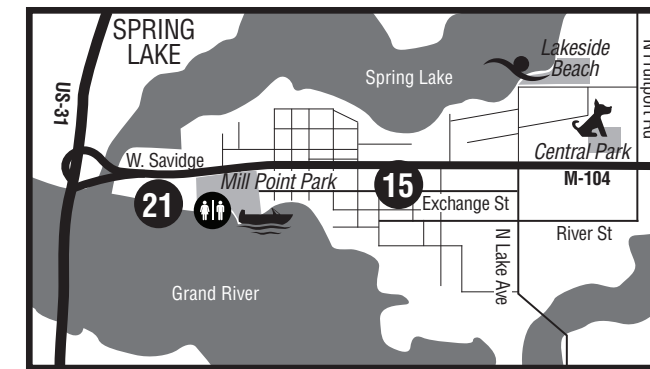 SPRING
LAKE
Lakeside
Beach
Spring Lake
US-31
W. Savidge
Central Park
Mill Point Park
15
M-104
21
Exchange St
River St
N Lake Ave
Grand River